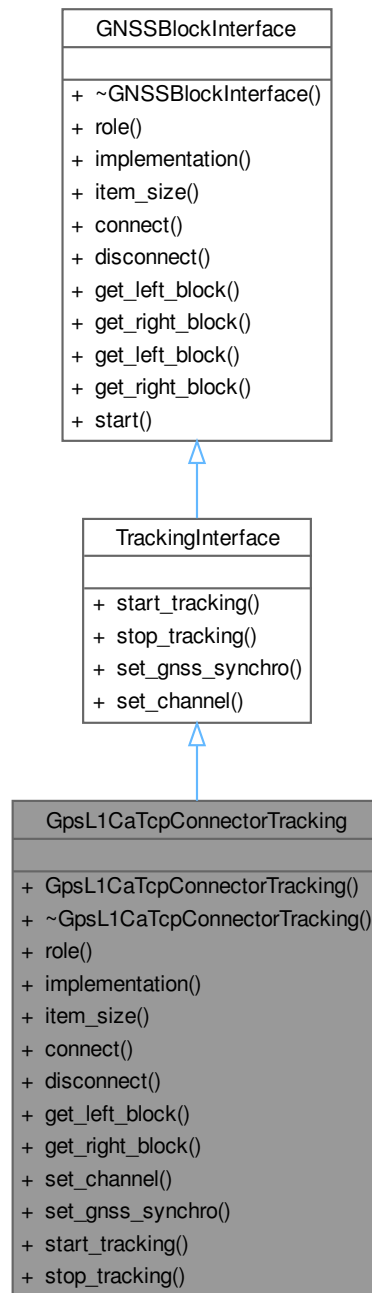 GNSSBlockInterface
+ ~GNSSBlockInterface()
+ role()
+ implementation()
+ item_size()
+ connect()
+ disconnect()
+ get_left_block()
+ get_right_block()
+ get_left_block()
+ get_right_block()
+ start()
TrackingInterface
+ start_tracking()
+ stop_tracking()
+ set_gnss_synchro()
+ set_channel()
GpsL1CaTcpConnectorTracking
+ GpsL1CaTcpConnectorTracking()
+ ~GpsL1CaTcpConnectorTracking()
+ role()
+ implementation()
+ item_size()
+ connect()
+ disconnect()
+ get_left_block()
+ get_right_block()
+ set_channel()
+ set_gnss_synchro()
+ start_tracking()
+ stop_tracking()